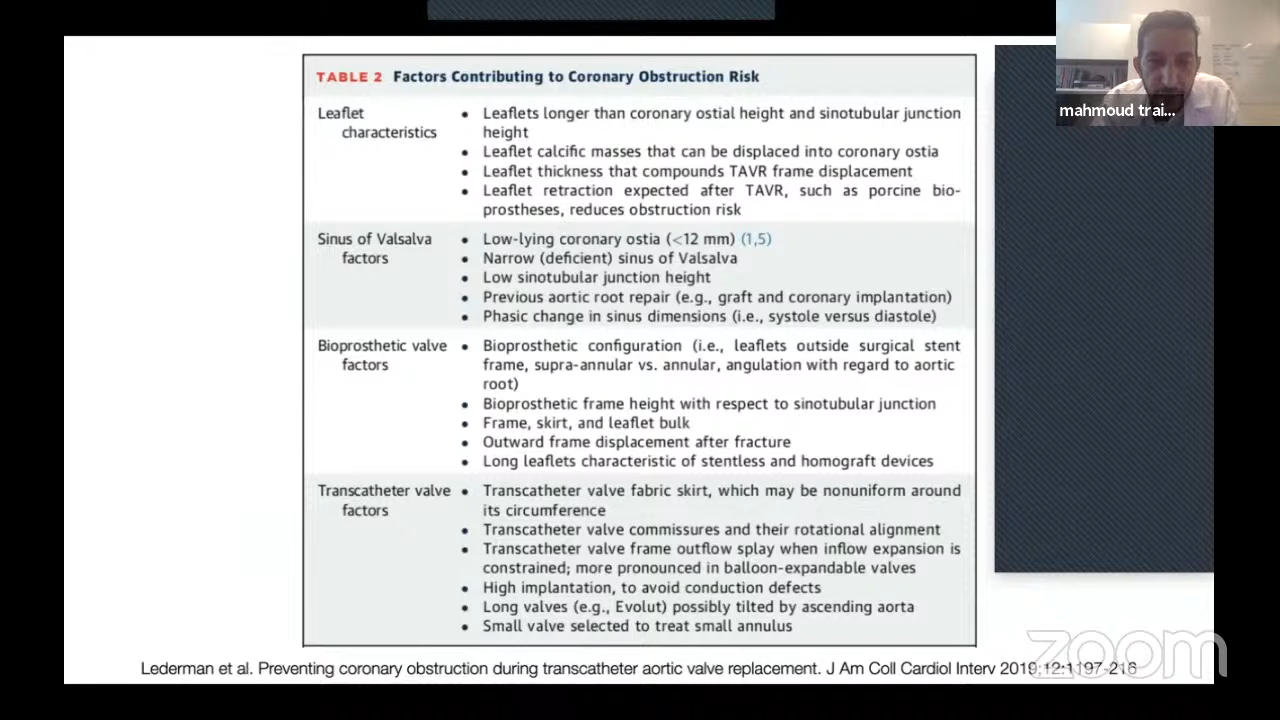 TABLE 2 Factors Contributing to Coronary Obstruction Risk
Leaflet
characteristics
• Leaflets longer than coronary ostial height and sinotubular junction
height
• Leaflet calcific masses that can be displaced into coronary ostia
• Leaflet thickness that compounds TAVR frame displacement
• Leaflet retraction expected after TAVR, such as porcine bio-
prostheses, reduces obstruction risk
Sinus of Valsalva
factors
• Low-lying coronary ostia (<12 mm) (1,5)
• Narrow (deficient) sinus of Valsalva
• Low sinotubular junction height
• Previous aortic root repair (e.g., graft and coronary implantation)
• Phasic change in sinus dimensions (i.e., systole versus diastole)
Bioprosthetic valve
factors
• Bioprosthetic configuration (i.e., leaflets outside surgical stent
frame, supra-annular vs. annular, angulation with regard to aortic
root)
• Bioprosthetic frame height with respect to sinotubular junction
• Frame, skirt, and leaflet bulk
• Outward frame displacement after fracture
• Long leaflets characteristic of stentless and homograft devices
Transcatheter valve
factors
• Transcatheter valve fabric skirt, which may be nonuniform around
its circumference
• Transcatheter valve commissures and their rotational alignment
• Transcatheter valve frame outflow splay when inflow expansion is
constrained; more pronounced in balloon-expandable valves
• High implantation, to avoid conduction defects
• Long valves (e.g., Evolut) possibly tilted by ascending aorta
• Small valve selected to treat small annulus
Lederman et al. Preventing coronary obstruction during transcatheter aortic valve replacement. J Am Coll Cardiol Interv 2019;12:1197-216
mahmoud trai...
zoom